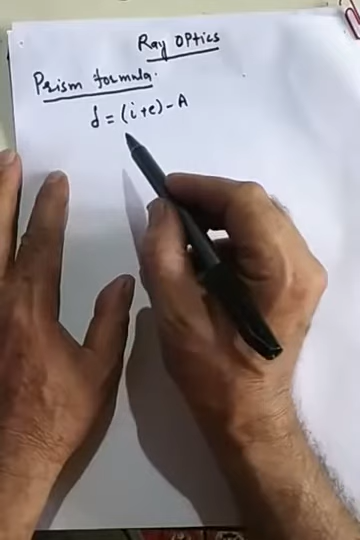 Ray Optics
Prism formula.
d = (i+e) - A